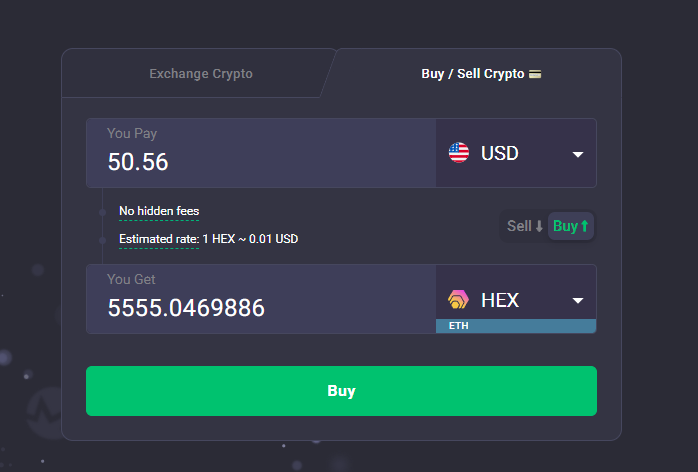 Exchange Crypto
Buy / Sell Crypto
You Pay
50.56
USD
No hidden fees
Estimated rate: 1 HEX ~ 0.01 USD
Sell
Buy
You Get
5555.0469886
HEX
ETH
Buy